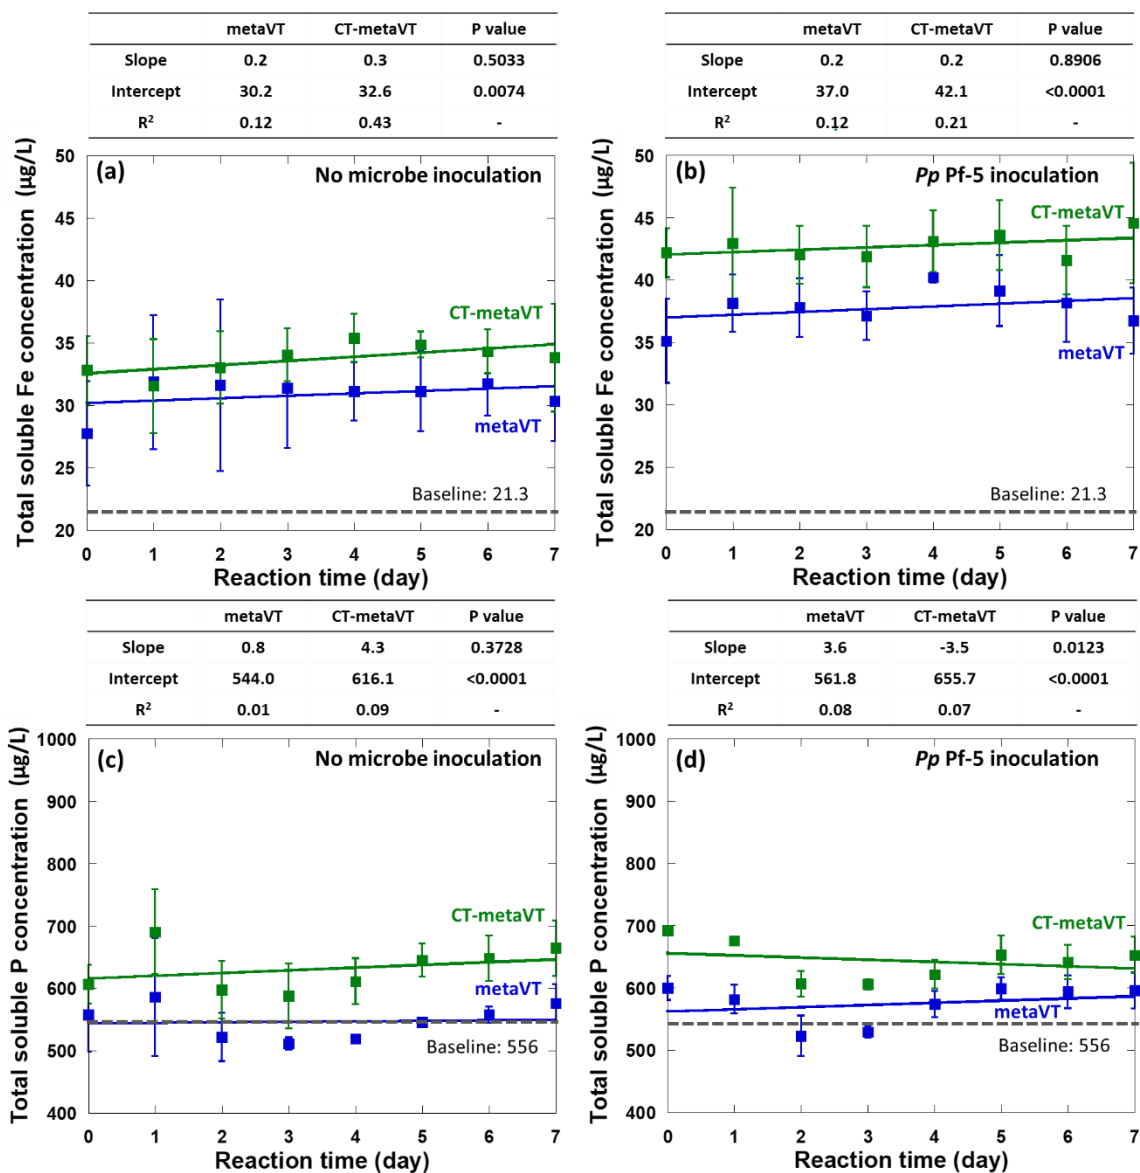 metaVT CT-metaVT P value
Slope 0.2 0.3 0.5033
Intercept 30.2 32.6 0.0074
R² 0.12 0.43 -
metaVT CT-metaVT P value
Slope 0.2 0.2 0.8906
Intercept 37.0 42.1 <0.0001
R² 0.12 0.21 -
Total soluble Fe concentration (µg/L)
50
45
40
35
30
25
20
(a)
No microbe inoculation
CT-metaVT
metaVT
Baseline: 21.3
0 1 2 3 4 5 6 7
Reaction time (day)
Total soluble Fe concentration (µg/L)
50
45
40
35
30
25
20
(b)
Pp Pf-5 inoculation
CT-metaVT
metaVT
Baseline: 21.3
0 1 2 3 4 5 6 7
Reaction time (day)
metaVT CT-metaVT P value
Slope 0.8 4.3 0.3728
Intercept 544.0 616.1 <0.0001
R² 0.01 0.09 -
metaVT CT-metaVT P value
Slope 3.6 -3.5 0.0123
Intercept 561.8 655.7 <0.0001
R² 0.08 0.07 -
Total soluble P concentration (µg/L)
1000
900
800
700
600
500
400
(c)
No microbe inoculation
CT-metaVT
metaVT
Baseline: 556
0 1 2 3 4 5 6 7
Reaction time (day)
Total soluble P concentration (µg/L)
1000
900
800
700
600
500
400
(d)
Pp Pf-5 inoculation
CT-metaVT
metaVT
Baseline: 556
0 1 2 3 4 5 6 7
Reaction time (day)